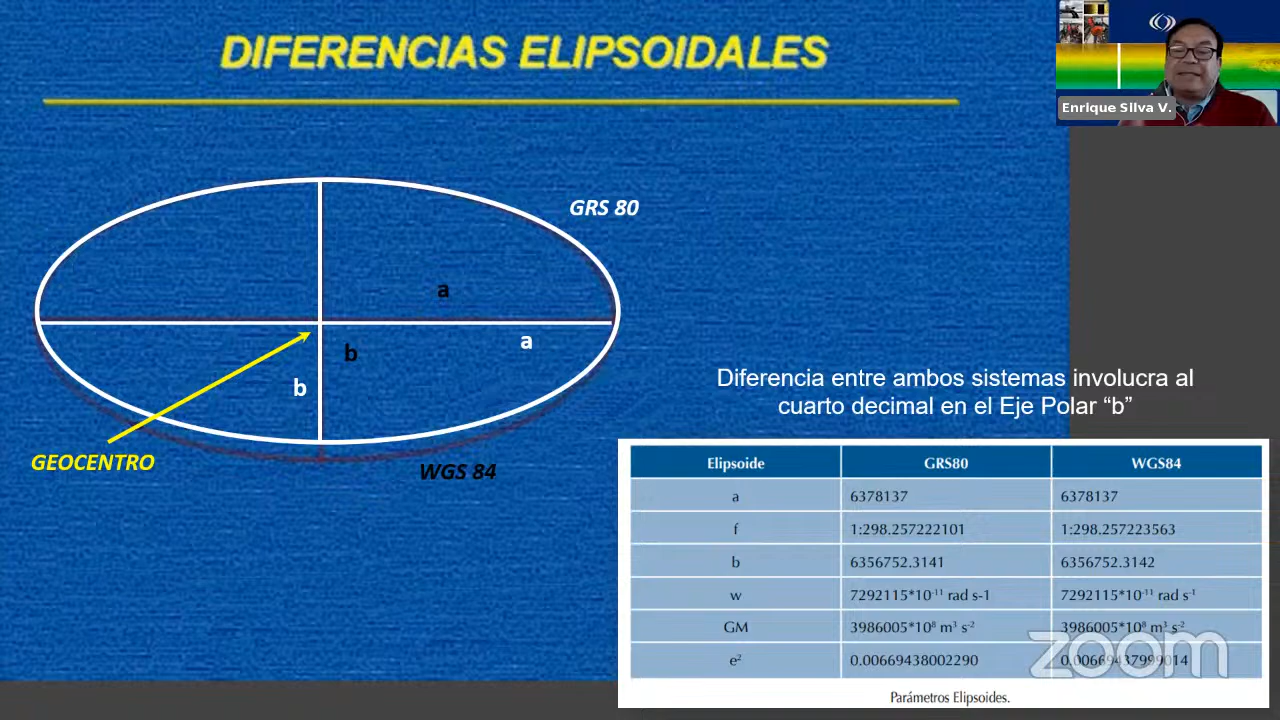 DIFERENCIAS ELIPSOIDALES
Enrique Silva V.
GRS 80
a
a
b
b
GEOCENTRO
WGS 84
Diferencia entre ambos sistemas involucra al
cuarto decimal en el Eje Polar “b”
Elipsoide GRS80 WGS84
a 6378137 6378137
f 1:298.257222101 1:298.257223563
b 6356752.3141 6356752.3142
w 7292115*10⁻¹¹ rad s-1 7292115*10⁻¹¹ rad s⁻¹
GM 3986005*10⁸ m³ s⁻² 3986005*10⁸ m³ s⁻²
e² 0.00669438002290 0.00669437999014
zoom
Parámetros Elipsoides.